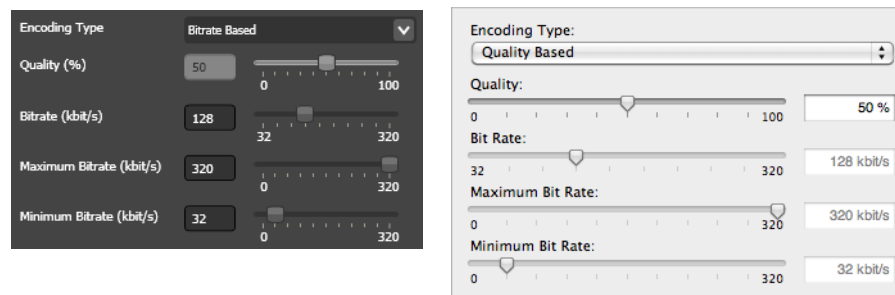 Encoding Type Bitrate Based
Quality (%) 50
0 100
Bitrate (kbit/s) 128
32 320
Maximum Bitrate (kbit/s) 320
0 320
Minimum Bitrate (kbit/s) 32
0 320
Encoding Type:
Quality Based
Quality:
50 %
0 100
Bit Rate:
128 kbit/s
32 320
Maximum Bit Rate:
320 kbit/s
0 320
Minimum Bit Rate:
32 kbit/s
0 320